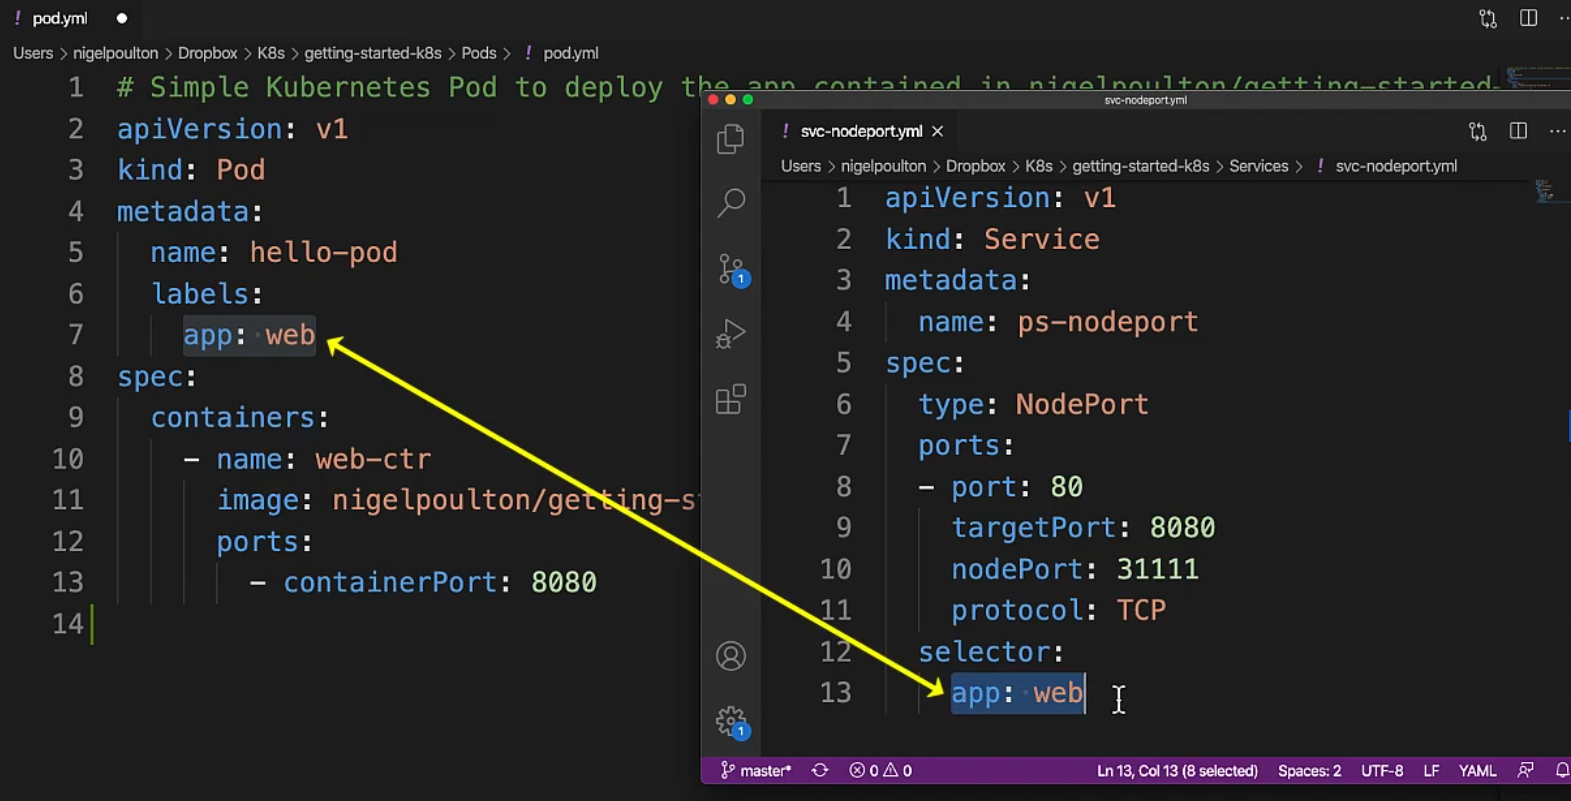 pod.yml
Users > nigelpoulton > Dropbox > K8s > getting-started-k8s > Pods > ! pod.yml
1 # Simple Kubernetes Pod to deploy the app contained in nigelpoulton/getting-started-
2 apiVersion: v1
3 kind: Pod
4 metadata:
5 name: hello-pod
6 labels:
7 app: web
8 spec:
9 containers:
10 - name: web-ctr
11 image: nigelpoulton/getting-s
12 ports:
13 - containerPort: 8080
14
svc-nodeport.yml
! svc-nodeport.yml
Users > nigelpoulton > Dropbox > K8s > getting-started-k8s > Services > ! svc-nodeport.yml
1 apiVersion: v1
2 kind: Service
3 metadata:
4 name: ps-nodeport
5 spec:
6 type: NodePort
7 ports:
8 - port: 80
9 targetPort: 8080
10 nodePort: 31111
11 protocol: TCP
12 selector:
13 app: web
1
1
master* 0 0 Ln 13, Col 13 (8 selected) Spaces: 2 UTF-8 LF YAML